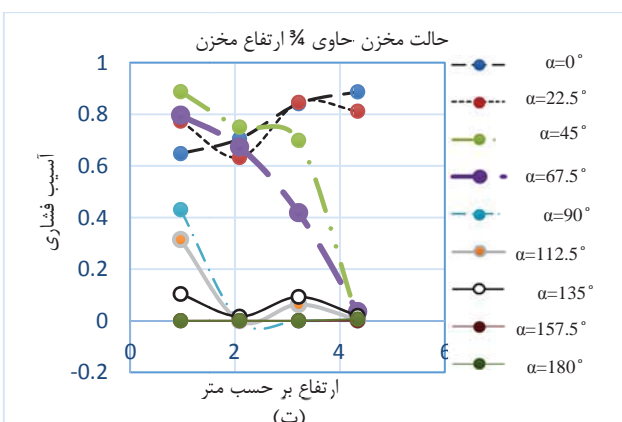 حالت مخزن حاوی ¾ ارتفاع مخزن
1
0.8
0.6
0.4
0.2
0
-0.2
0 2 4 6
آسیب فشاری
ارتفاع بر حسب متر
(ت)
α=0°
α=22.5°
α=45°
α=67.5°
α=90°
α=112.5°
α=135°
α=157.5°
α=180°